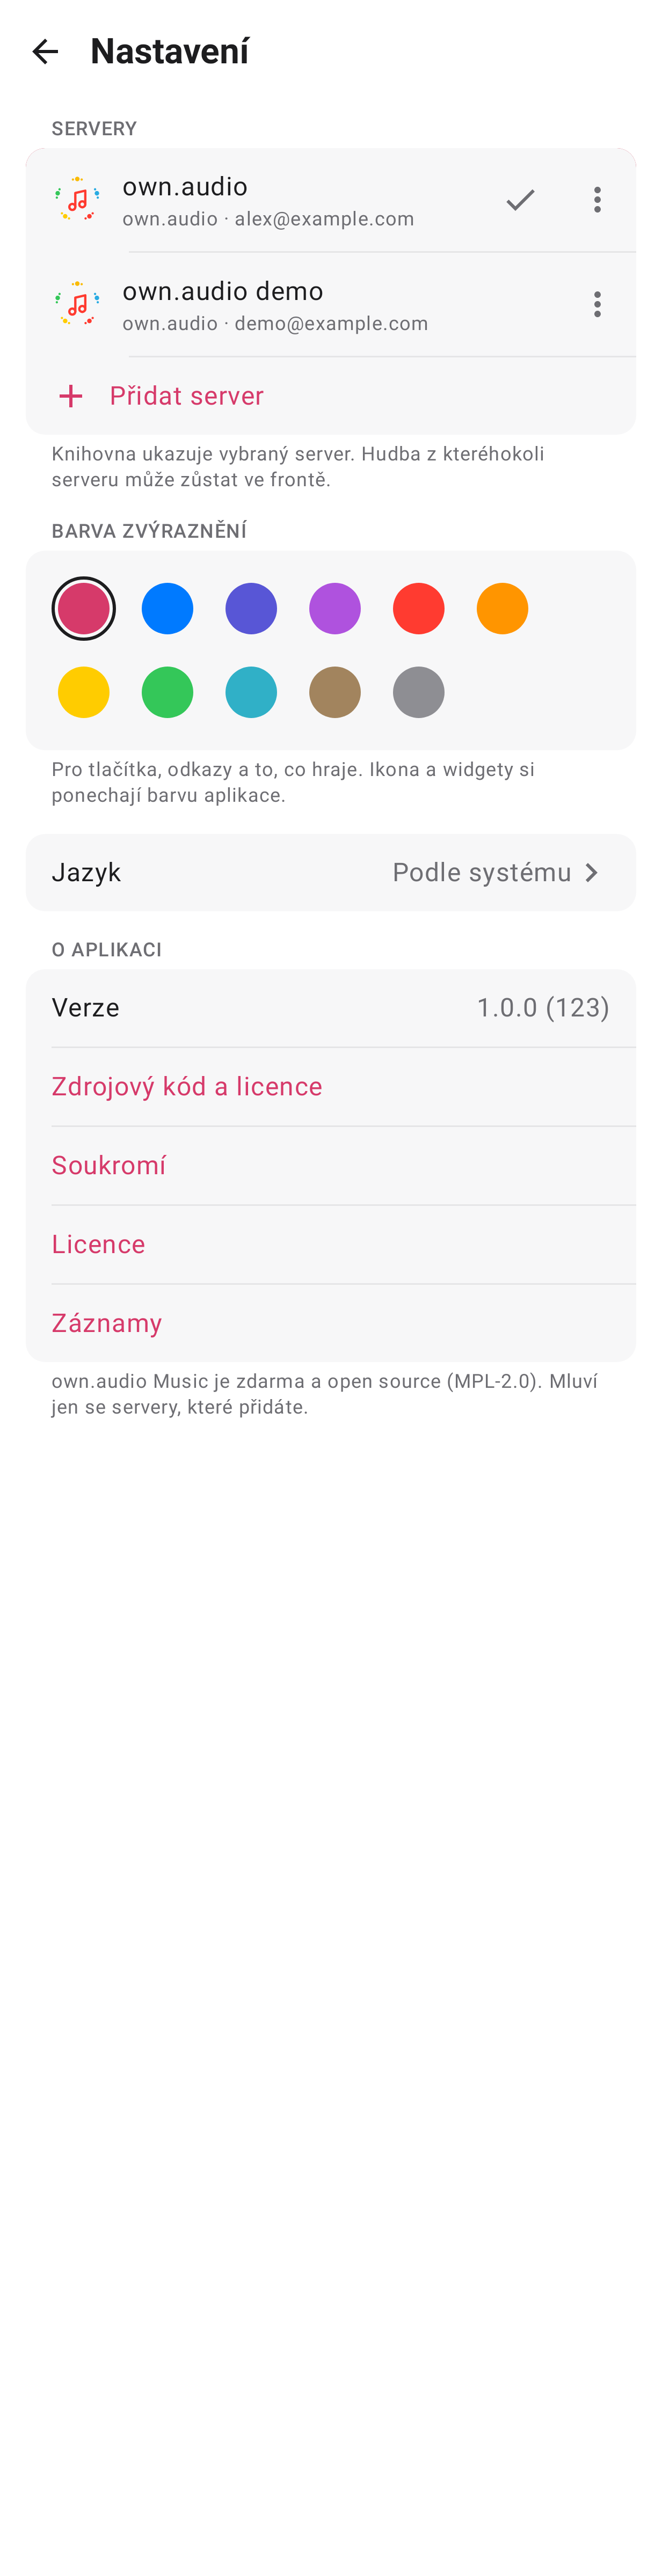 Nastavení
SERVERY
own.audio
own.audio · alex@example.com
own.audio demo
own.audio · demo@example.com
Přidat server
Knihovna ukazuje vybraný server. Hudba z kteréhokoli
serveru může zůstat ve frontě.
BARVA ZVÝRAZNĚNÍ
Pro tlačítka, odkazy a to, co hraje. Ikona a widgety si
ponechají barvu aplikace.
Jazyk Podle systému
O APLIKACI
Verze 1.0.0 (123)
Zdrojový kód a licence
Soukromí
Licence
Záznamy
own.audio Music je zdarma a open source (MPL-2.0). Mluví
jen se servery, které přidáte.